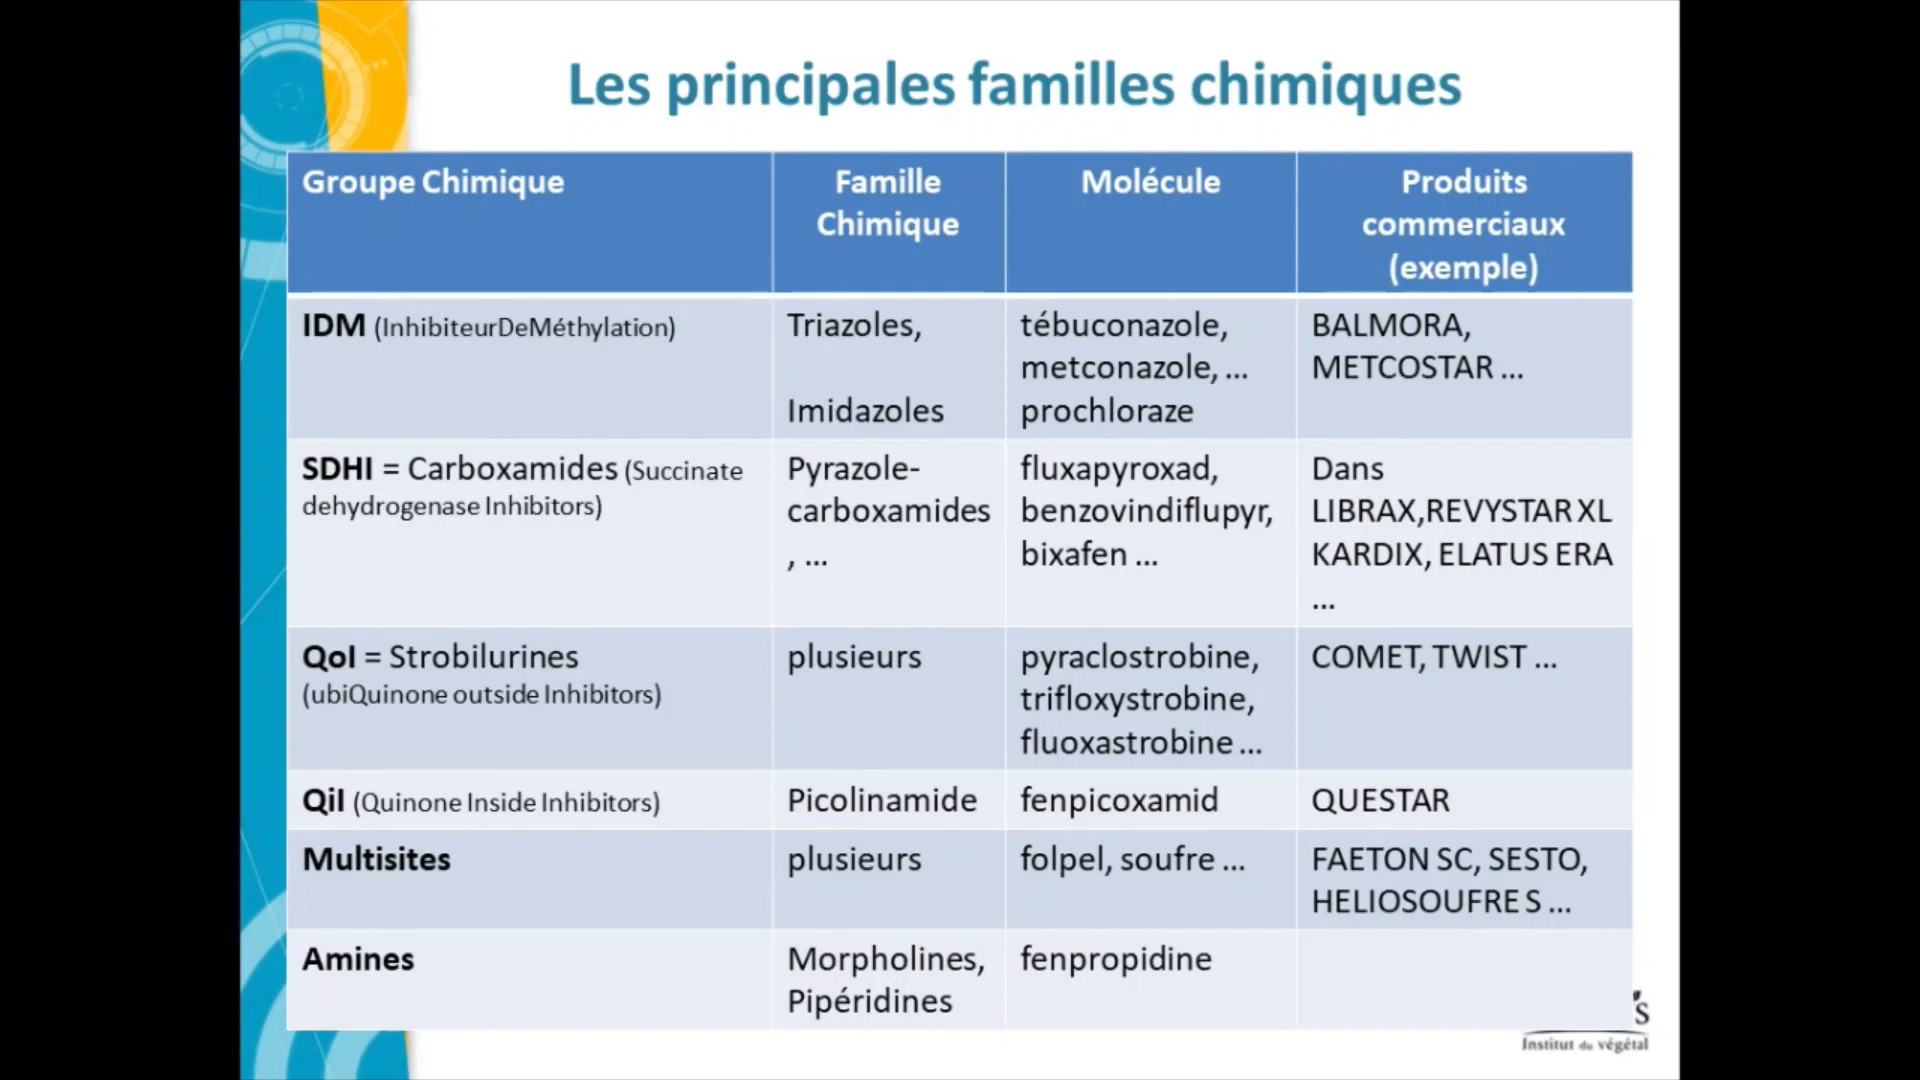 Les principales familles chimiques
Groupe Chimique
Famille
Chimique
Molécule
Produits
commerciaux
(exemple)
IDM (InhibiteurDeMéthylation)
Triazoles,
Imidazoles
tébuconazole,
metconazole, ...
prochloraze
BALMORA,
METCOSTAR ...
SDHI = Carboxamides (Succinate
dehydrogenase Inhibitors)
Pyrazole-
carboxamides
, ...
fluxapyroxad,
benzovindiflupyr,
bixafen ...
Dans
LIBRAX,REVYSTAR XL
KARDIX, ELATUS ERA
...
QoI = Strobilurines
(ubiQuinone outside Inhibitors)
plusieurs
pyraclostrobine,
trifloxystrobine,
fluoxastrobine ...
COMET, TWIST ...
QiI (Quinone Inside Inhibitors)
Picolinamide
fenpicoxamid
QUESTAR
Multisites
plusieurs
folpel, soufre ...
FAETON SC, SESTO,
HELIOSOUFRE S ...
Amines
Morpholines,
Pipéridines
fenpropidine
Institut du végétal